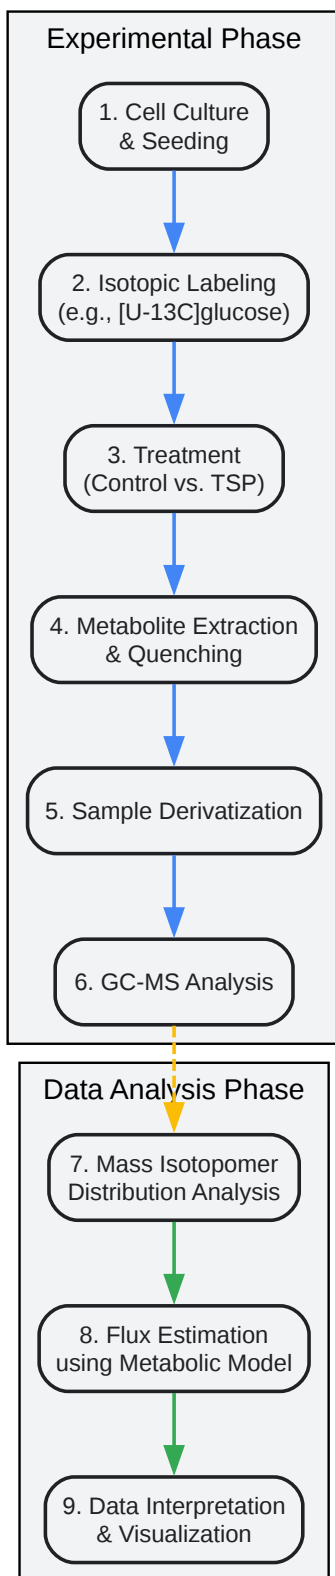 Experimental Phase
1. Cell Culture
& Seeding
2. Isotopic Labeling
(e.g., [U-13C]glucose)
3. Treatment
(Control vs. TSP)
4. Metabolite Extraction
& Quenching
5. Sample Derivatization
6. GC-MS Analysis
Data Analysis Phase
7. Mass Isotopomer
Distribution Analysis
8. Flux Estimation
using Metabolic Model
9. Data Interpretation
& Visualization